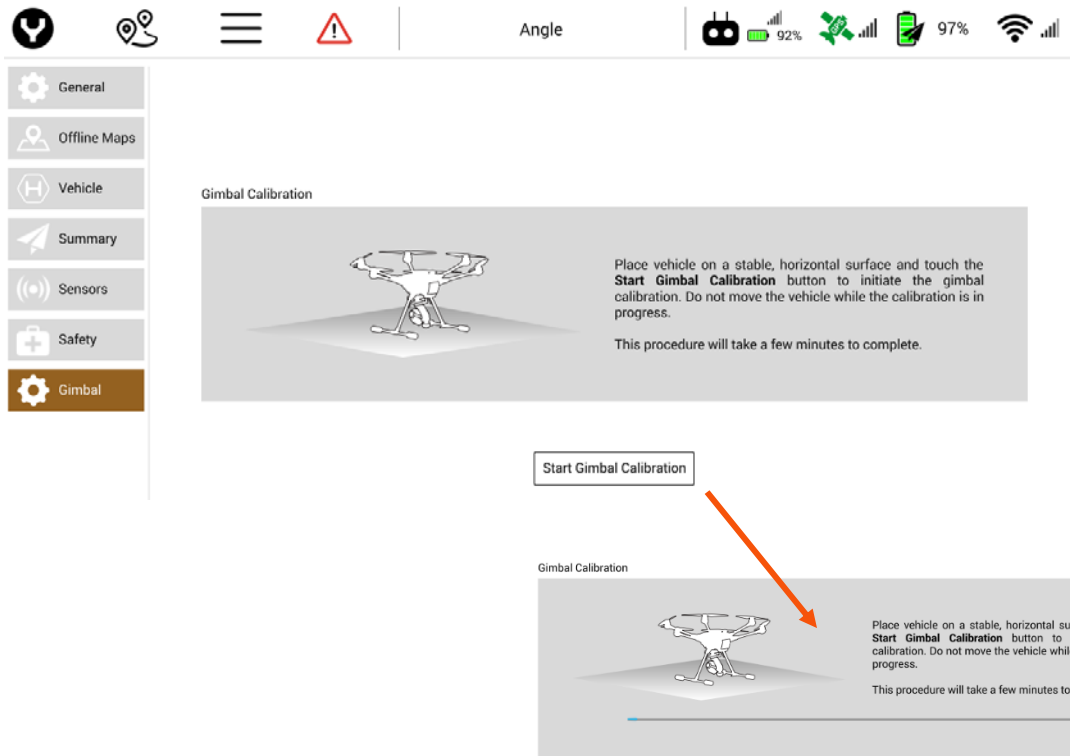 Angle
92%
GPS
97%
General
Offline Maps
Vehicle
Summary
Sensors
Safety
Gimbal
Gimbal Calibration
Place vehicle on a stable, horizontal surface and touch the
Start Gimbal Calibration button to initiate the gimbal
calibration. Do not move the vehicle while the calibration is in
progress.
This procedure will take a few minutes to complete.
Start Gimbal Calibration
Gimbal Calibration
Place vehicle on a stable, horizontal su
Start Gimbal Calibration button to
calibration. Do not move the vehicle whil
progress.
This procedure will take a few minutes to